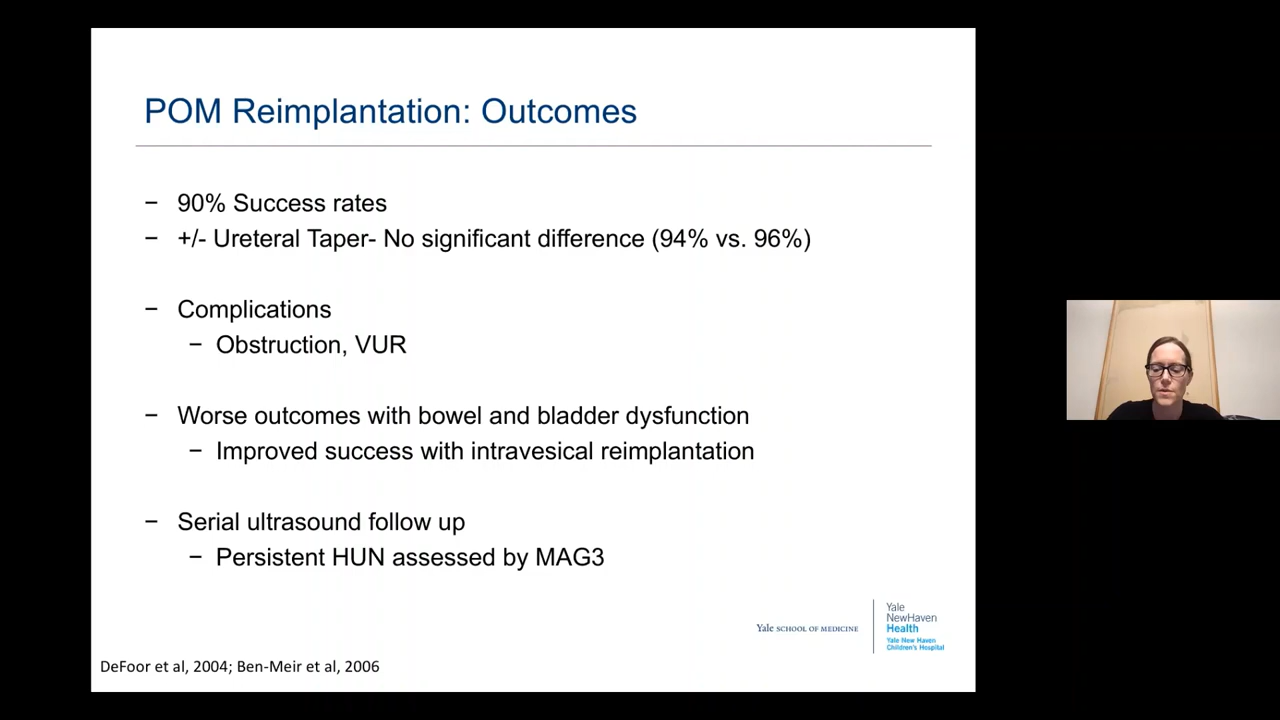 POM Reimplantation: Outcomes
− 90% Success rates
− +/- Ureteral Taper- No significant difference (94% vs. 96%)
− Complications
− Obstruction, VUR
− Worse outcomes with bowel and bladder dysfunction
− Improved success with intravesical reimplantation
− Serial ultrasound follow up
− Persistent HUN assessed by MAG3
Yale SCHOOL OF MEDICINE
Yale
NewHaven
Health
Yale New Haven
Children's Hospital
DeFoor et al, 2004; Ben-Meir et al, 2006